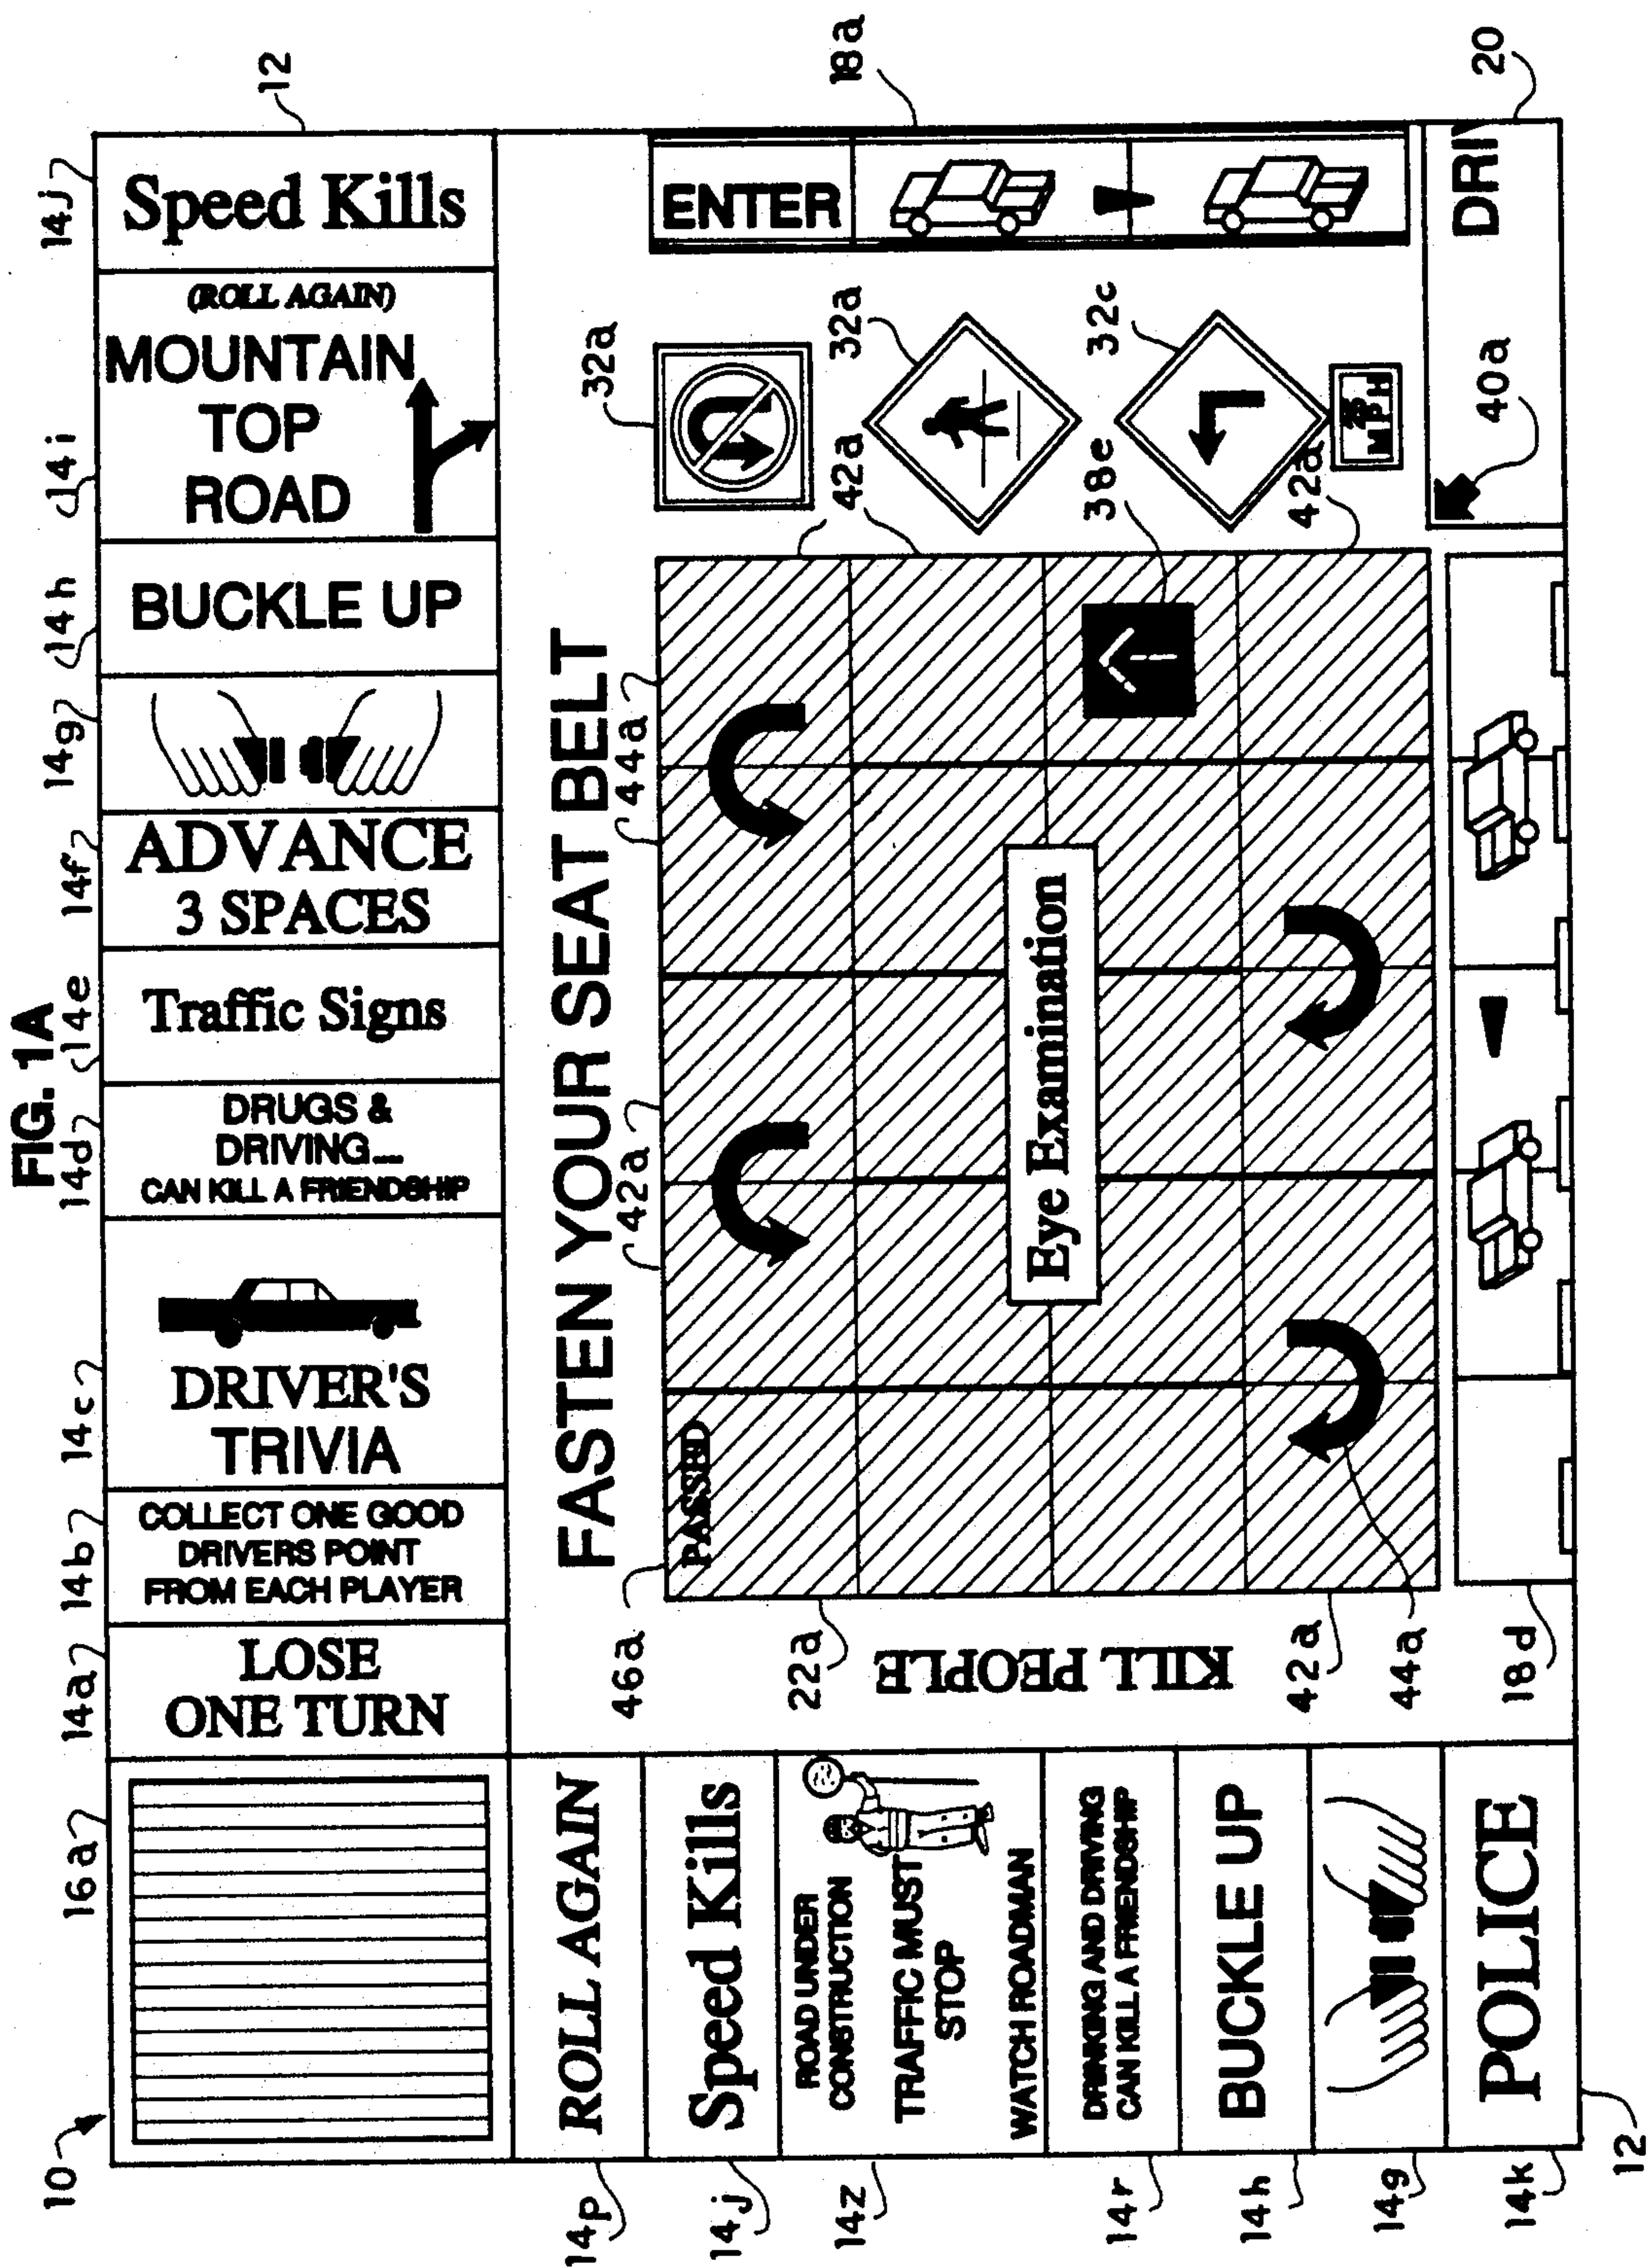 FIG. 1A
10
16a
14a
14b
14c
14d
14e
14f
14g
14h
14i
14j
12
LOSE
ONE TURN
COLLECT ONE GOOD
DRIVERS POINT
FROM EACH PLAYER
DRIVER'S
TRIVIA
DRUGS &
DRIVING...
CAN KILL A FRIENDSHIP
Traffic Signs
ADVANCE
3 SPACES
BUCKLE UP
(ROLL AGAIN)
MOUNTAIN
TOP
ROAD
Speed Kills
14p
ROLL AGAIN
14j
Speed Kills
14z
ROAD UNDER
CONSTRUCTION
TRAFFIC MUST
STOP
WATCH ROADMAN
14r
DRINKING AND DRIVING
CAN KILL A FRIENDSHIP
14h
BUCKLE UP
14g
14k
POLICE
12
FASTEN YOUR SEAT BELT
46a
42a
44a
32a
PASSED
22a
KILL PEOPLE
Eye Examination
42a
44a
18d
42a
32a
38e
32c
42a
25
MPH
40a
ENTER
18a
DRI
20